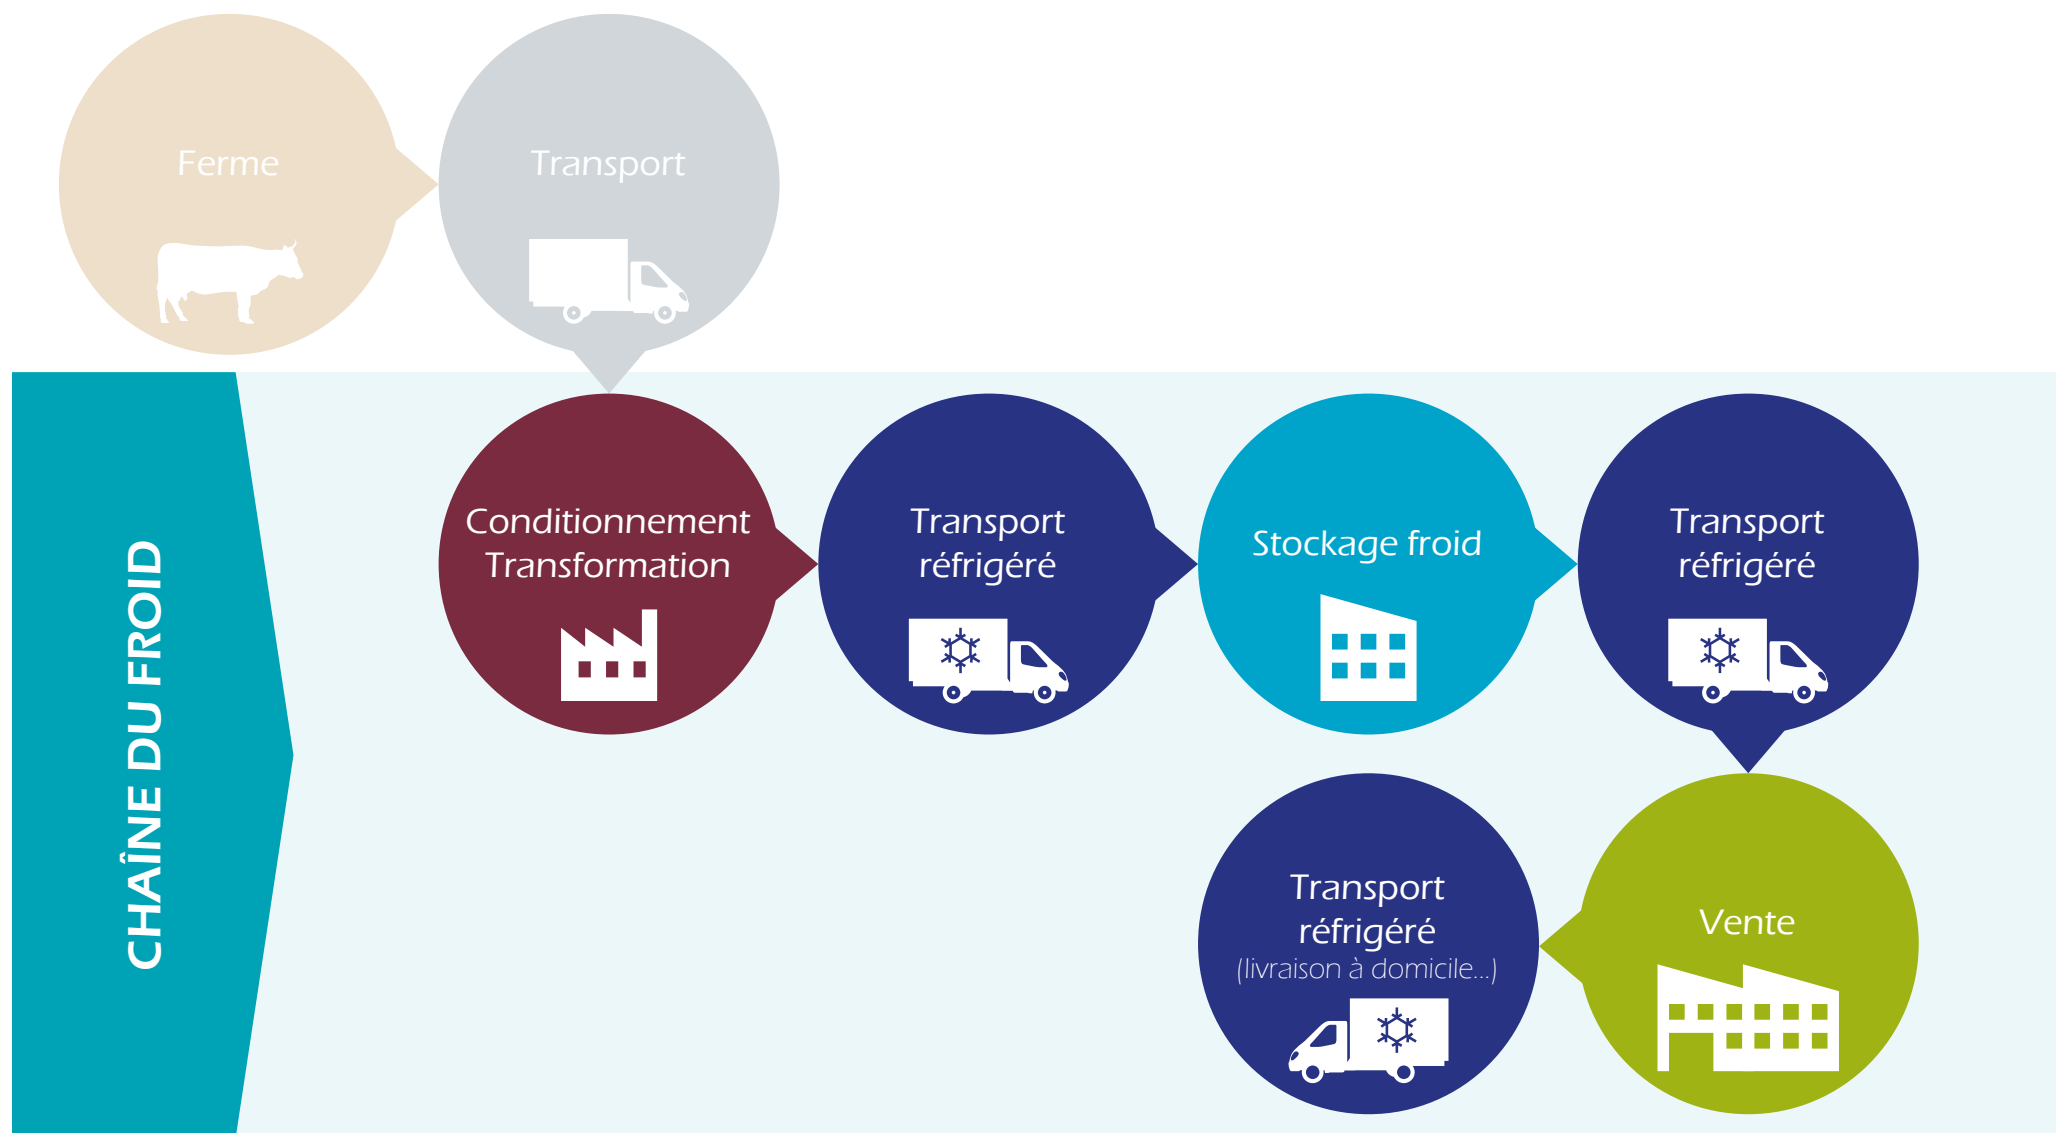 Ferme
Transport
CHAÎNE DU FROID
Conditionnement
Transformation
Transport
réfrigéré
Stockage froid
Transport
réfrigéré
Transport
réfrigéré
(livraison à domicile...)
Vente